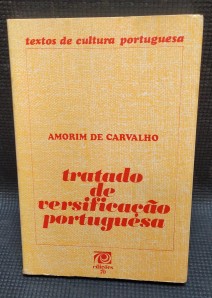 textos de cultura portuguesa
AMORIM DE CARVALHO
tratado
de
versificação
portuguesa
edições
70